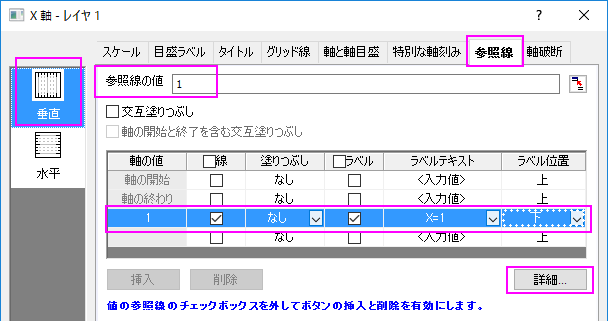 X 軸 - レイヤ 1
スケール 目盛ラベル タイトル グリッド線 軸と軸目盛 特別な軸刻み 参照線 軸破断
垂直
水平
参照線の値 1
交互塗りつぶし
軸の開始と終了を含む交互塗りつぶし
軸の値 線 塗りつぶし ラベル ラベルテキスト ラベル位置
軸の開始 なし <入力値> 上
軸の終わり なし <入力値> 上
1 なし X=1 下
なし <入力値> 上
挿入 削除 詳細...
値の参照線のチェックボックスを外してボタンの挿入と削除を有効にします。